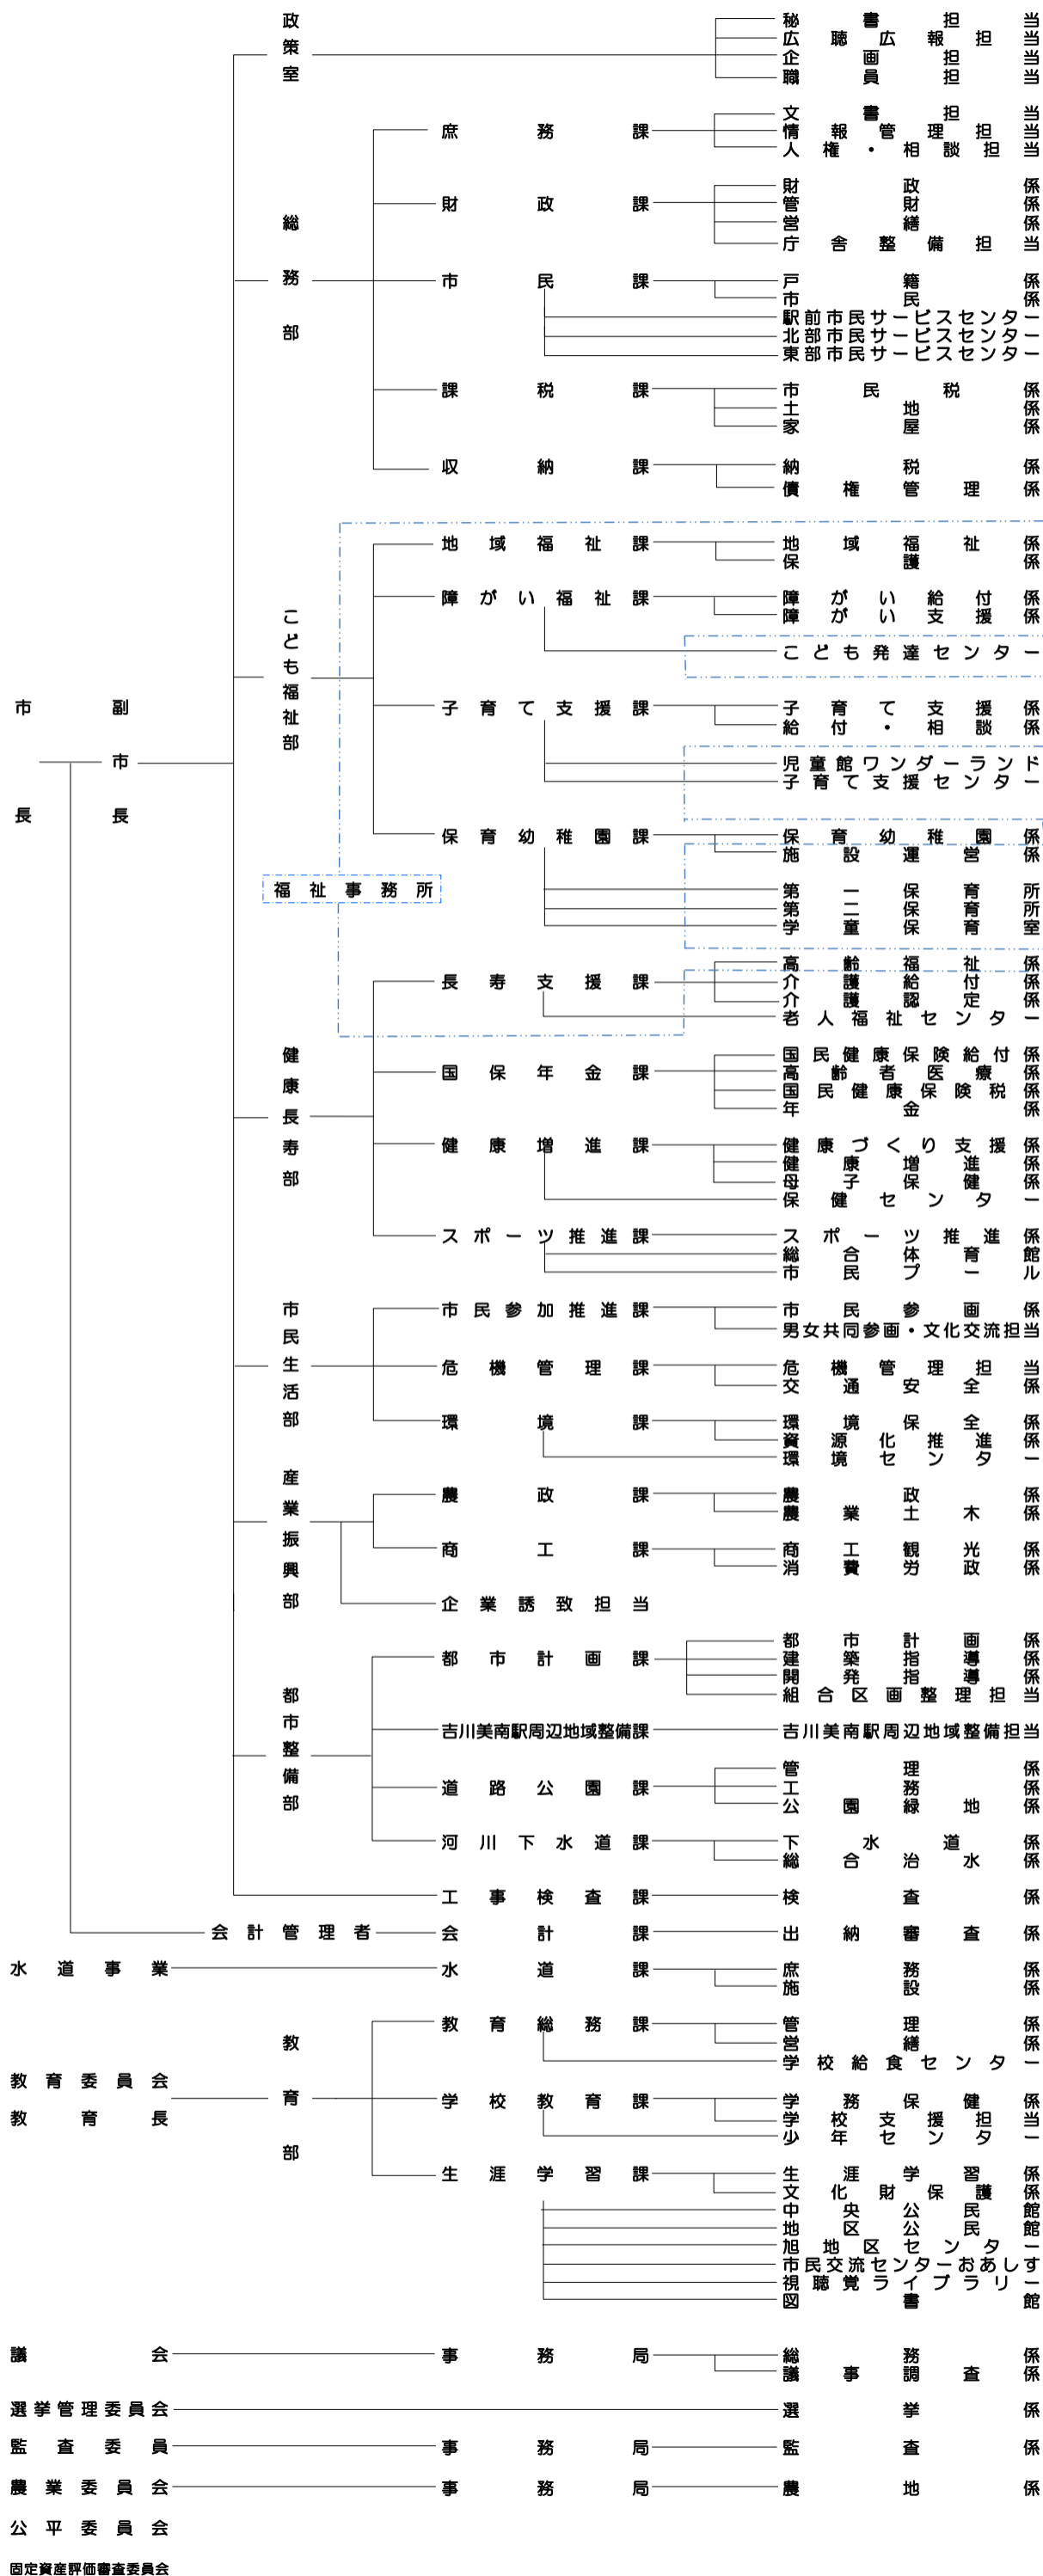 政策室
秘書担当
広聴広報担当
企画担当
職員担当
総務部
庶務課
文書担当
情報管理担当
人権・相談担当
財政課
財政係
管財係
営繕係
庁舎整備担当
市民課
戸籍係
市民係
駅前市民サービスセンター
北部市民サービスセンター
東部市民サービスセンター
課税課
市民税係
土地係
家屋係
収納課
納税係
債権管理係
市長
副市長
こども福祉部
地域福祉課
地域福祉係
保護係
障がい福祉課
障がい給付係
障がい支援係
こども発達センター
子育て支援課
子育て支援係
給付・相談係
児童館ワンダーランド
子育て支援センター
保育幼稚園課
保育幼稚園係
施設運営係
第一保育所
第二保育所
学童保育室
福祉事務所
健康長寿部
長寿支援課
高齢福祉係
介護給付係
介護認定係
老人福祉センター
国保年金課
国民健康保険給付係
高齢者医療係
国民健康保険税係
年金係
健康増進課
健康づくり支援係
健康増進係
母子保健係
保健センター
スポーツ推進課
スポーツ推進係
総合体育館
市民プール
市民生活部
市民参加推進課
市民参画係
男女共同参画・文化交流担当
危機管理課
危機管理担当
交通安全係
環境課
環境保全係
資源化推進係
環境センター
産業振興部
農政課
農政係
農業土木係
商工課
商工観光係
消費労政係
企業誘致担当
都市整備部
都市計画課
都市計画係
建築指導係
開発指導係
組合区画整理担当
吉川美南駅周辺地域整備課
吉川美南駅周辺地域整備担当
道路公園課
管理係
工務係
公園緑地係
河川下水道課
下水道係
総合治水係
工事検査課
検査係
会計管理者
会計課
出納審査係
水道事業
水道課
庶務係
施設係
教育委員会
教育長
教育部
教育総務課
管理係
営繕係
学校給食センター
学校教育課
学務保健係
学校支援担当
少年センター
生涯学習課
生涯学習係
文化財保護係
中央公民館
地区公民館
旭地区センター
市民交流センターおあしす
視聴覚ライブラリー
図書館
議会
事務局
総務係
議事調査係
選挙管理委員会
選挙係
監査委員
事務局
監査係
農業委員会
事務局
農地係
公平委員会
固定資産評価審査委員会